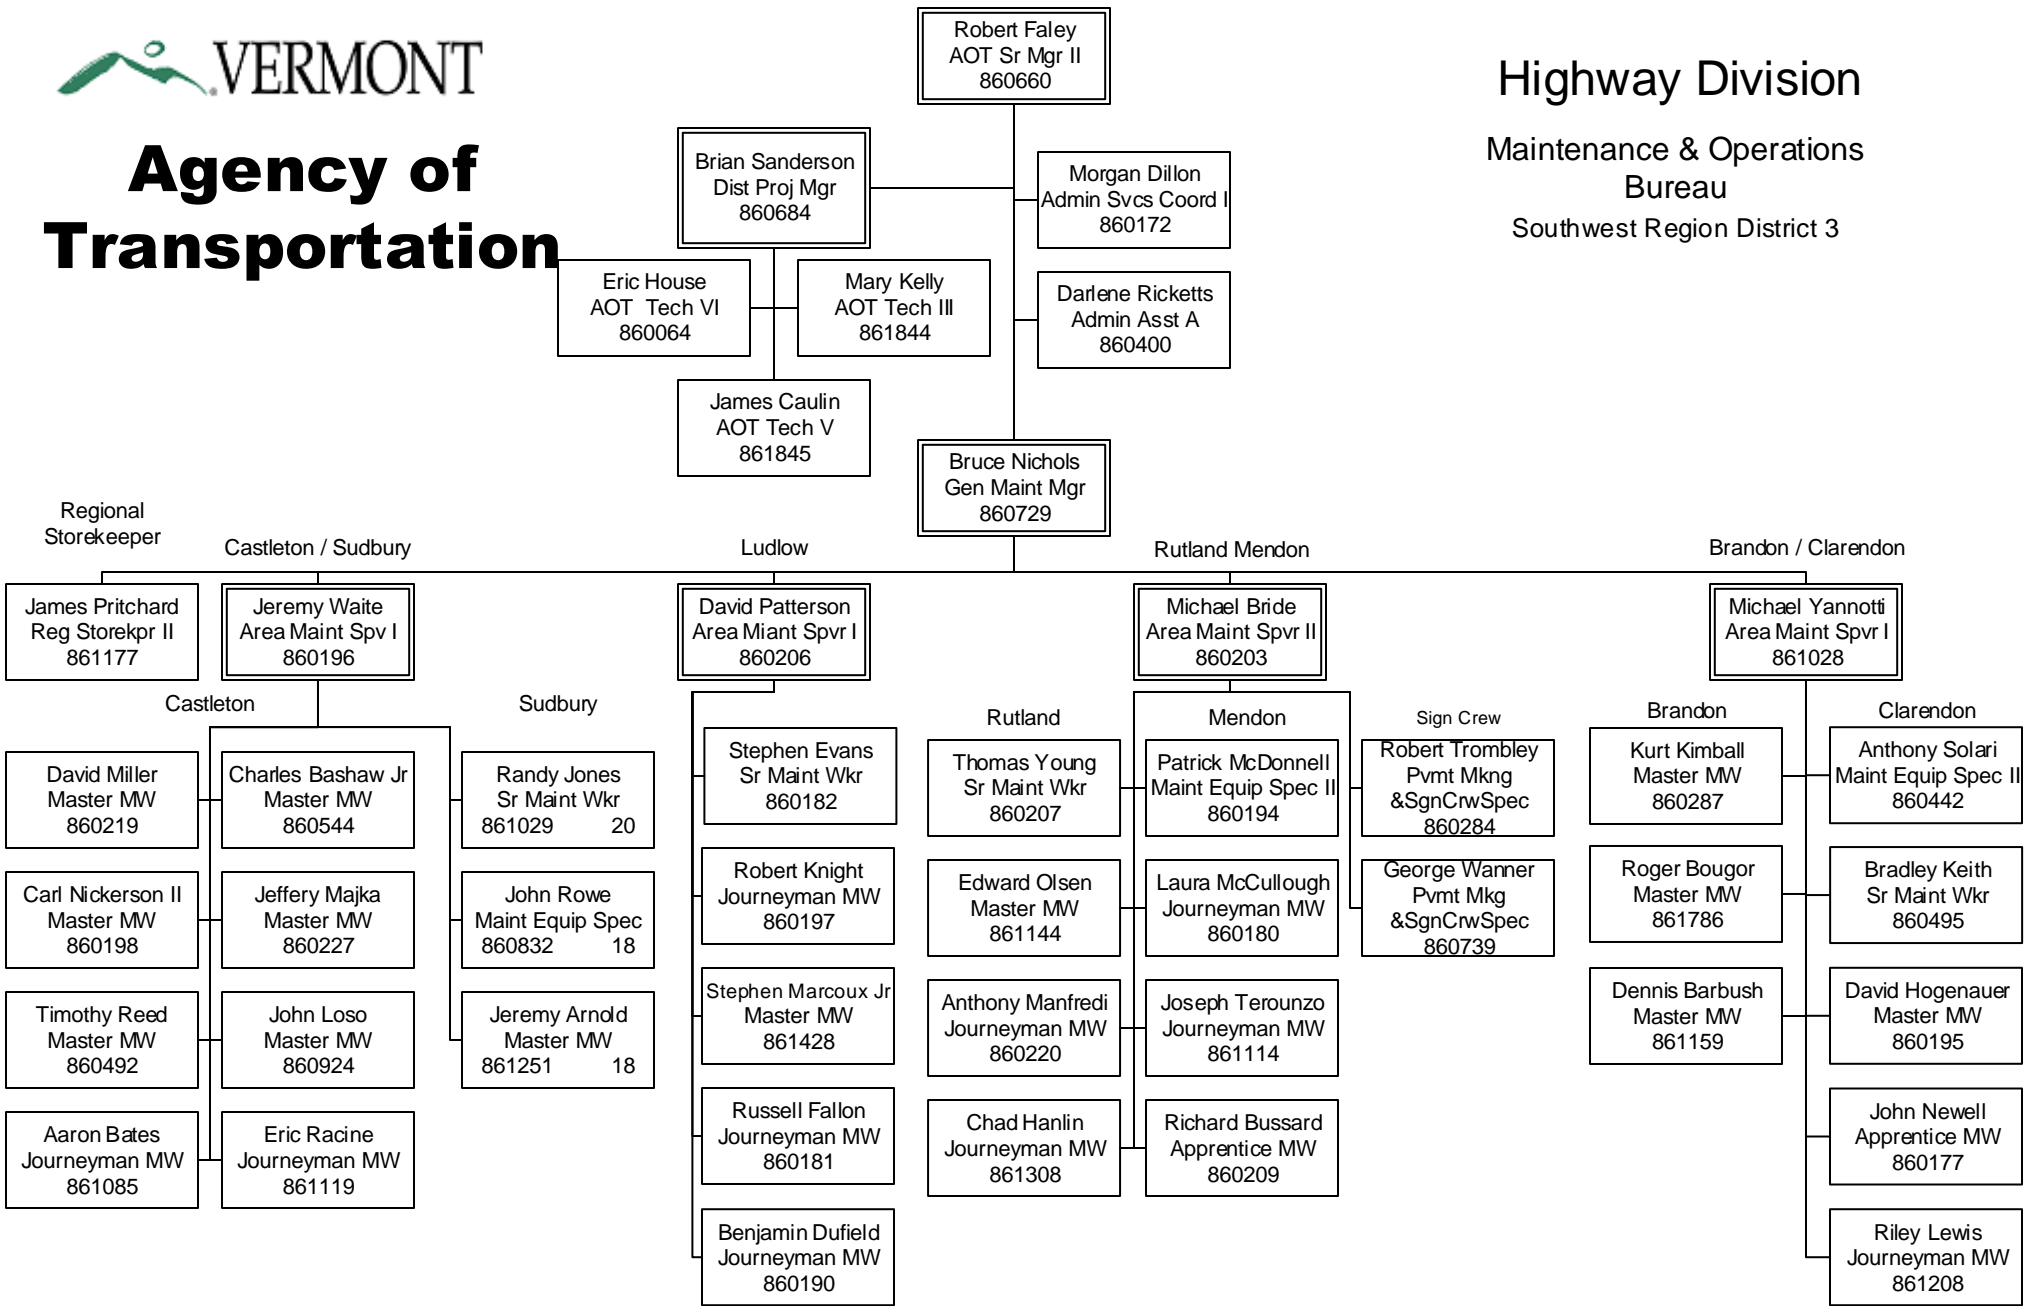 VERMONT
Agency of
Transportation
Highway Division
Maintenance & Operations
Bureau
Southwest Region District 3
Robert Faley
AOT Sr Mgr II
860660
Brian Sanderson
Dist Proj Mgr
860684
Morgan Dillon
Admin Svcs Coord I
860172
Eric House
AOT Tech VI
860064
Mary Kelly
AOT Tech III
861844
Darlene Ricketts
Admin Asst A
860400
James Caulin
AOT Tech V
861845
Bruce Nichols
Gen Maint Mgr
860729
Regional
Storekeeper
Castleton / Sudbury
Ludlow
Rutland Mendon
Brandon / Clarendon
James Pritchard
Reg Storekpr II
861177
Jeremy Waite
Area Maint Spv I
860196
David Patterson
Area Miant Spvr I
860206
Michael Bride
Area Maint Spvr II
860203
Michael Yannotti
Area Maint Spvr I
861028
Castleton
David Miller
Master MW
860219
Charles Bashaw Jr
Master MW
860544
Carl Nickerson II
Master MW
860198
Jeffery Majka
Master MW
860227
Timothy Reed
Master MW
860492
John Loso
Master MW
860924
Aaron Bates
Journeyman MW
861085
Eric Racine
Journeyman MW
861119
Sudbury
Randy Jones
Sr Maint Wkr
861029 20
John Rowe
Maint Equip Spec
860832 18
Jeremy Arnold
Master MW
861251 18
Stephen Evans
Sr Maint Wkr
860182
Robert Knight
Journeyman MW
860197
Stephen Marcoux Jr
Master MW
861428
Russell Fallon
Journeyman MW
860181
Benjamin Dufield
Journeyman MW
860190
Rutland
Thomas Young
Sr Maint Wkr
860207
Edward Olsen
Master MW
861144
Anthony Manfredi
Journeyman MW
860220
Chad Hanlin
Journeyman MW
861308
Mendon
Patrick McDonnell
Maint Equip Spec II
860194
Laura McCullough
Journeyman MW
860180
Joseph Terounzo
Journeyman MW
861114
Richard Bussard
Apprentice MW
860209
Sign Crew
Robert Trombley
Pvmt Mkng
&SgnCrwSpec
860284
George Wanner
Pvmt Mkg
&SgnCrwSpec
860739
Brandon
Kurt Kimball
Master MW
860287
Roger Bougor
Master MW
861786
Dennis Barbush
Master MW
861159
Clarendon
Anthony Solari
Maint Equip Spec II
860442
Bradley Keith
Sr Maint Wkr
860495
David Hogenauer
Master MW
860195
John Newell
Apprentice MW
860177
Riley Lewis
Journeyman MW
861208